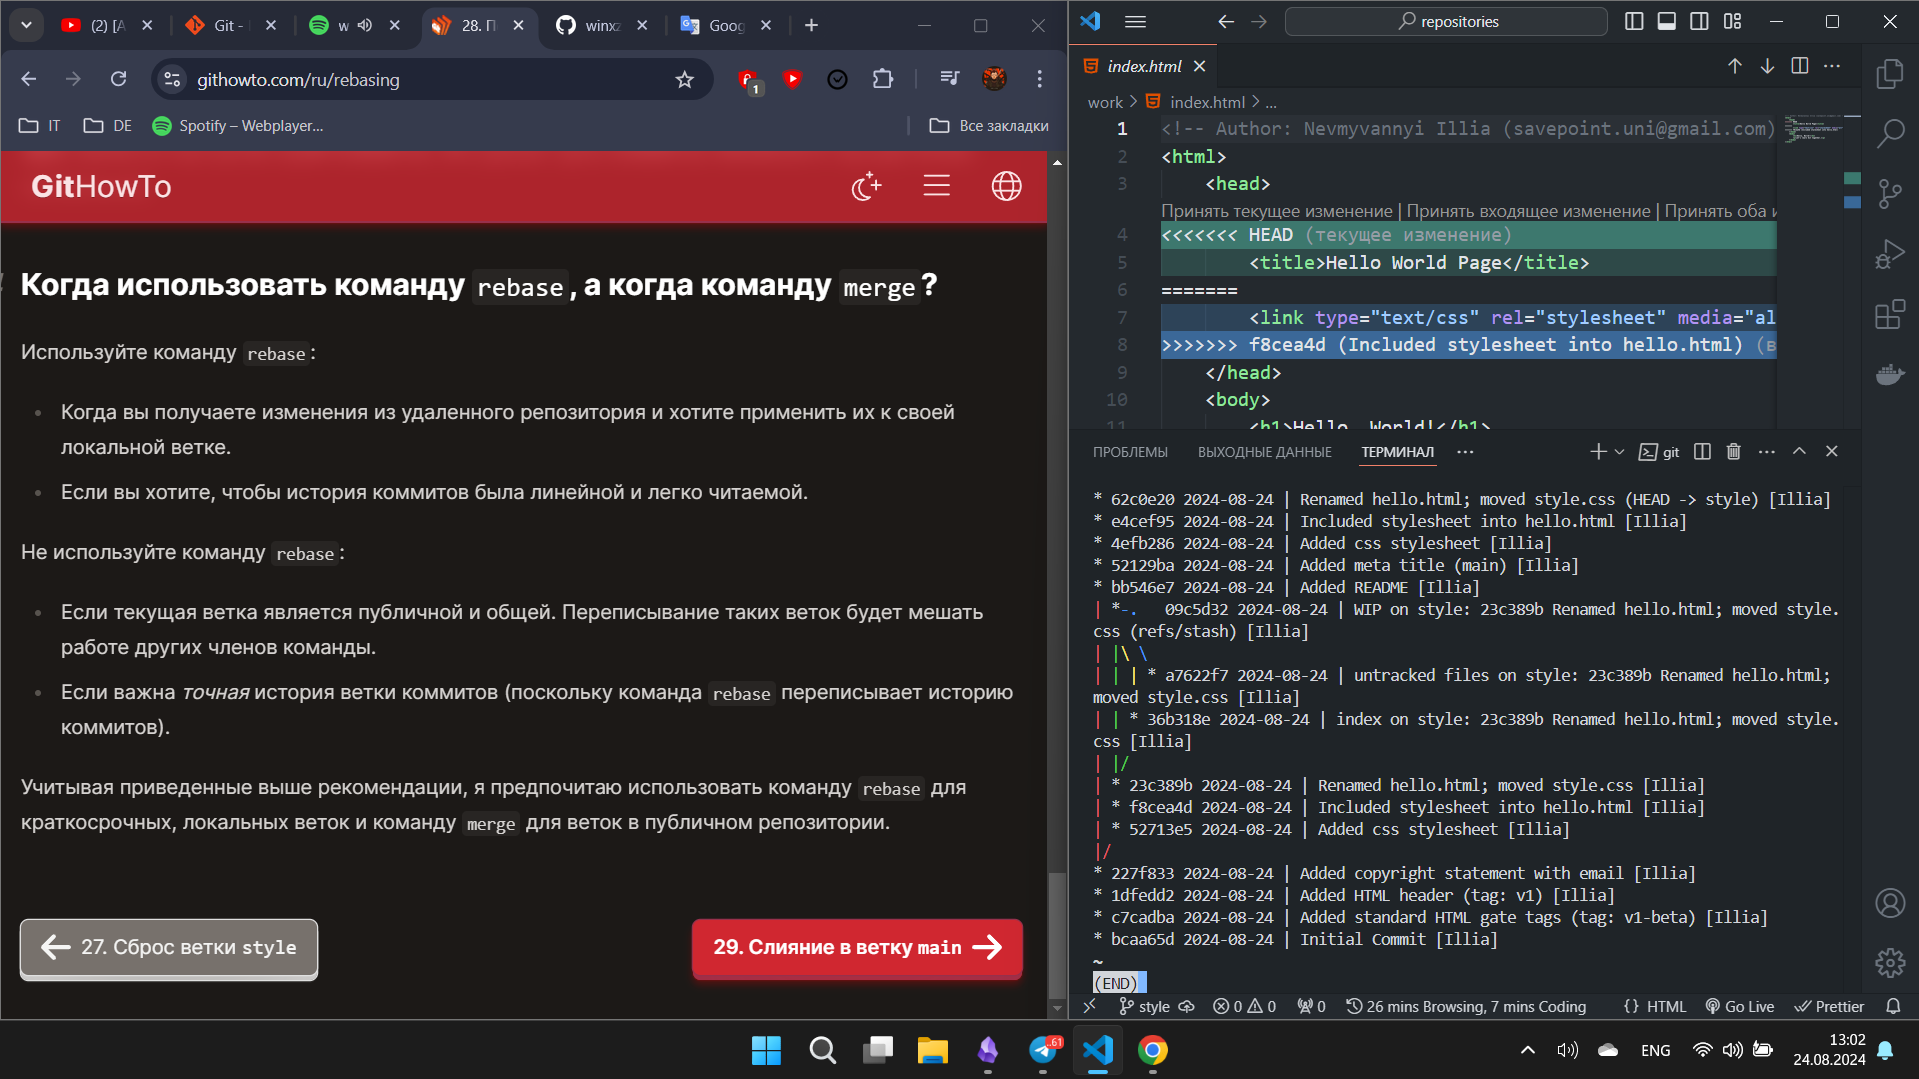 (2) [A
Git -
w
28. П
winxz
Goog
githowto.com/ru/rebasing
1
IT
DE
Spotify – Webplayer...
Все закладки
GitHowTo
Когда использовать команду rebase, а когда команду merge?
Используйте команду rebase:
Когда вы получаете изменения из удаленного репозитория и хотите применить их к своей
локальной ветке.
Если вы хотите, чтобы история коммитов была линейной и легко читаемой.
Не используйте команду rebase:
Если текущая ветка является публичной и общей. Переписывание таких веток будет мешать
работе других членов команды.
Если важна точная история ветки коммитов (поскольку команда rebase переписывает историю
коммитов).
Учитывая приведенные выше рекомендации, я предпочитаю использовать команду rebase для
краткосрочных, локальных веток и команду merge для веток в публичном репозитории.
27. Сброс ветки style
29. Слияние в ветку main
repositories
index.html
work > index.html > ...
1 <!-- Author: Nevmyvannyi Illia (savepoint.uni@gmail.com)
2 <html>
3 <head>
Принять текущее изменение | Принять входящее изменение | Принять оба и
4 <<<<<<< HEAD (текущее изменение)
5 <title>Hello World Page</title>
6 =======
7 <link type="text/css" rel="stylesheet" media="al
8 >>>>>>> f8cea4d (Included stylesheet into hello.html) (в
9 </head>
10 <body>
11 <h1>Hello, World!</h1>
ПРОБЛЕМЫ ВЫХОДНЫЕ ДАННЫЕ ТЕРМИНАЛ ... git
* 62c0e20 2024-08-24 | Renamed hello.html; moved style.css (HEAD -> style) [Illia]
* e4cef95 2024-08-24 | Included stylesheet into hello.html [Illia]
* 4efb286 2024-08-24 | Added css stylesheet [Illia]
* 52129ba 2024-08-24 | Added meta title (main) [Illia]
* bb546e7 2024-08-24 | Added README [Illia]
| *-. 09c5d32 2024-08-24 | WIP on style: 23c389b Renamed hello.html; moved style.
css (refs/stash) [Illia]
| |\ \
| | | * a7622f7 2024-08-24 | untracked files on style: 23c389b Renamed hello.html;
moved style.css [Illia]
| | * 36b318e 2024-08-24 | index on style: 23c389b Renamed hello.html; moved style.
css [Illia]
| |/
| * 23c389b 2024-08-24 | Renamed hello.html; moved style.css [Illia]
| * f8cea4d 2024-08-24 | Included stylesheet into hello.html [Illia]
| * 52713e5 2024-08-24 | Added css stylesheet [Illia]
|/
* 227f833 2024-08-24 | Added copyright statement with email [Illia]
* 1dfedd2 2024-08-24 | Added HTML header (tag: v1) [Illia]
* c7cadba 2024-08-24 | Added standard HTML gate tags (tag: v1-beta) [Illia]
* bcaa65d 2024-08-24 | Initial Commit [Illia]
~
(END)
style 0 0 0 26 mins Browsing, 7 mins Coding {} HTML Go Live Prettier
.61
ENG
13:02
24.08.2024